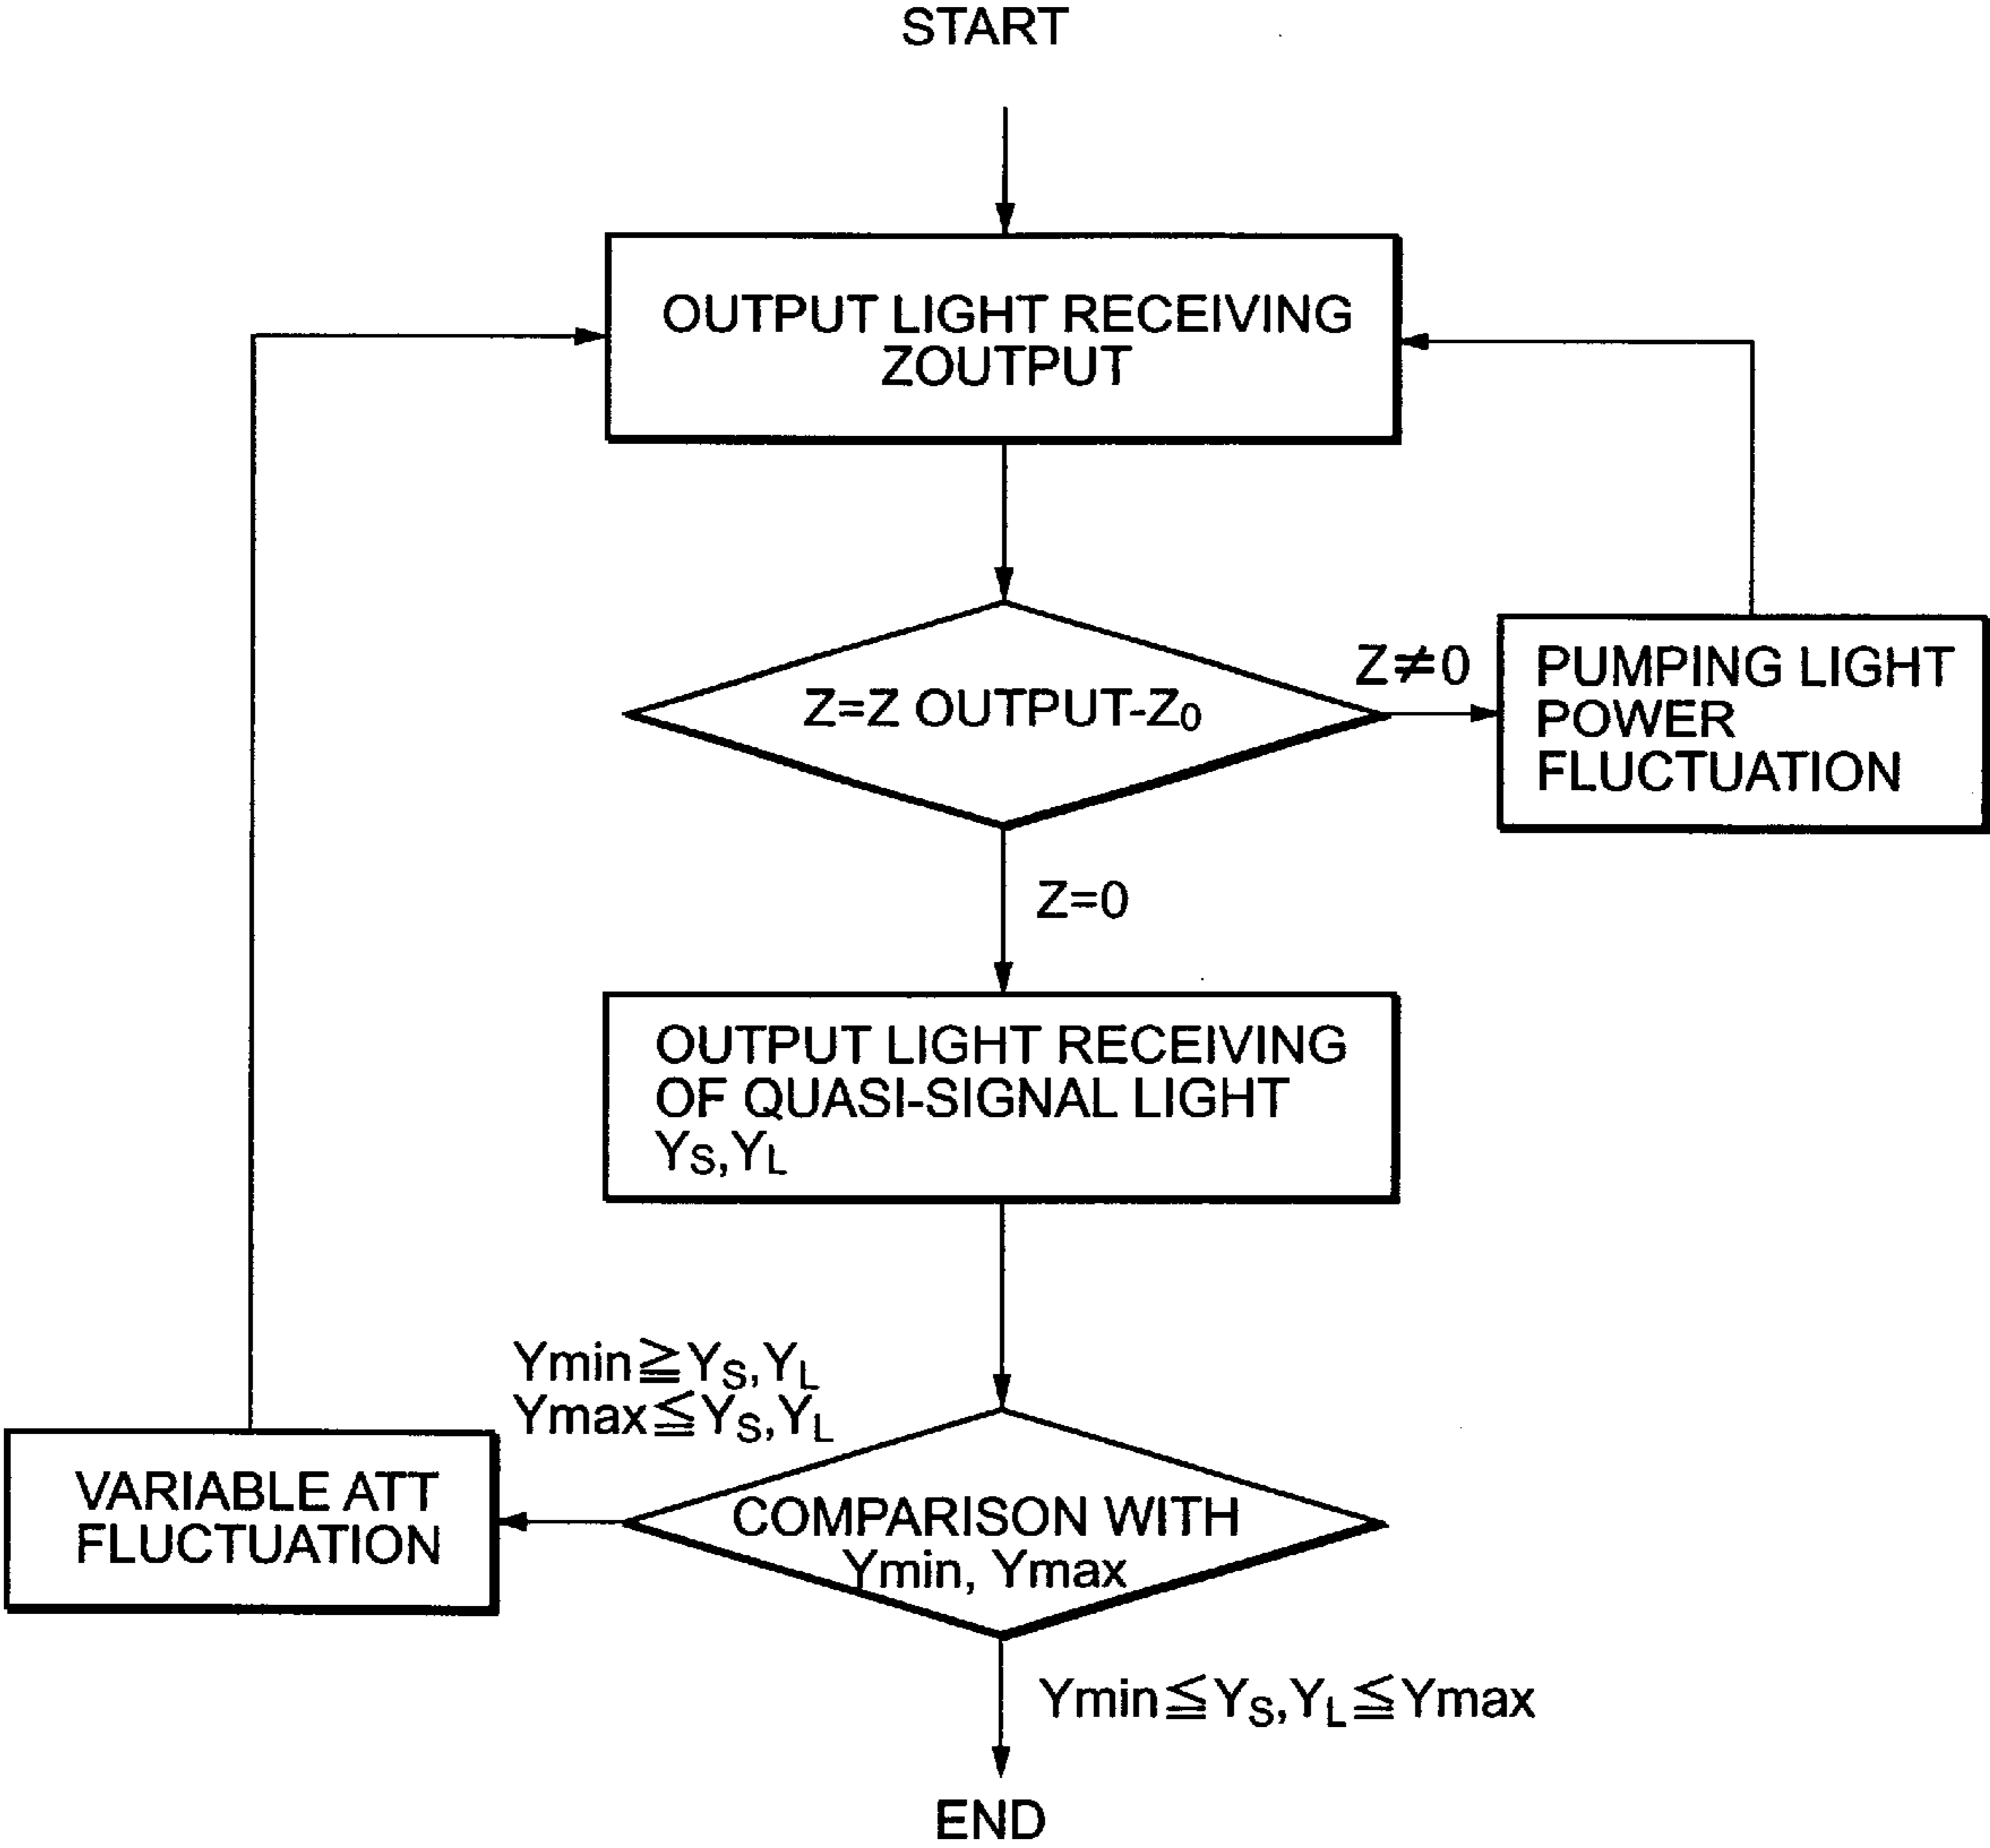 START
OUTPUT LIGHT RECEIVING
ZOUTPUT
Z=Z OUTPUT-Z₀
Z≠0
PUMPING LIGHT
POWER
FLUCTUATION
Z=0
OUTPUT LIGHT RECEIVING
OF QUASI-SIGNAL LIGHT
YS,YL
Ymin≧YS,YL
Ymax≦YS,YL
VARIABLE ATT
FLUCTUATION
COMPARISON WITH
Ymin, Ymax
Ymin≦YS,YL≦Ymax
END